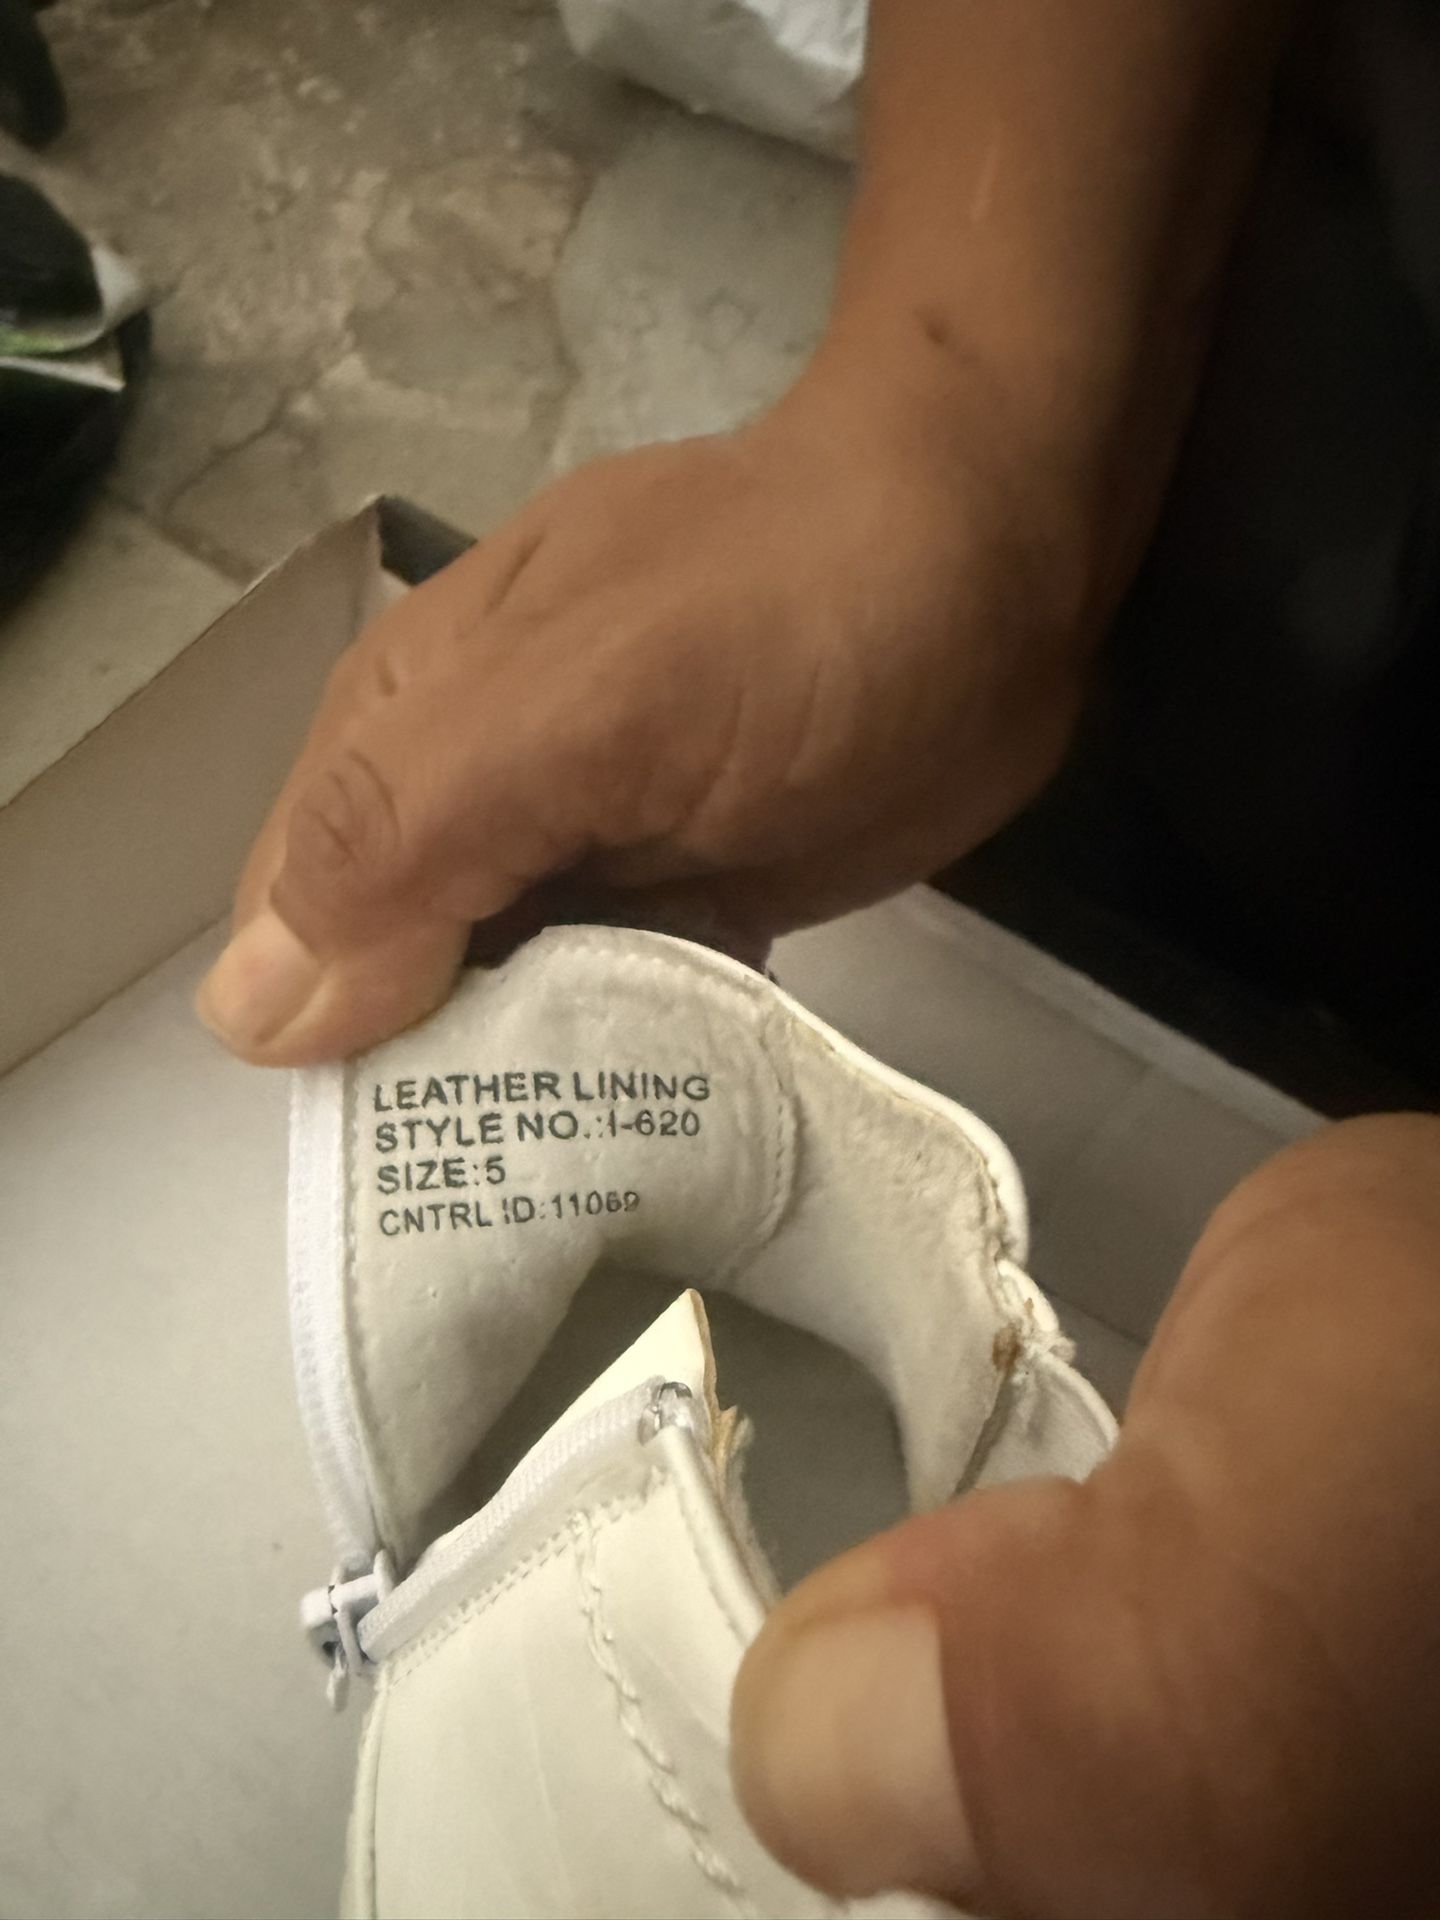 LEATHER LINING
STYLE NO.:I-620
SIZE:5
CNTRL ID:11069